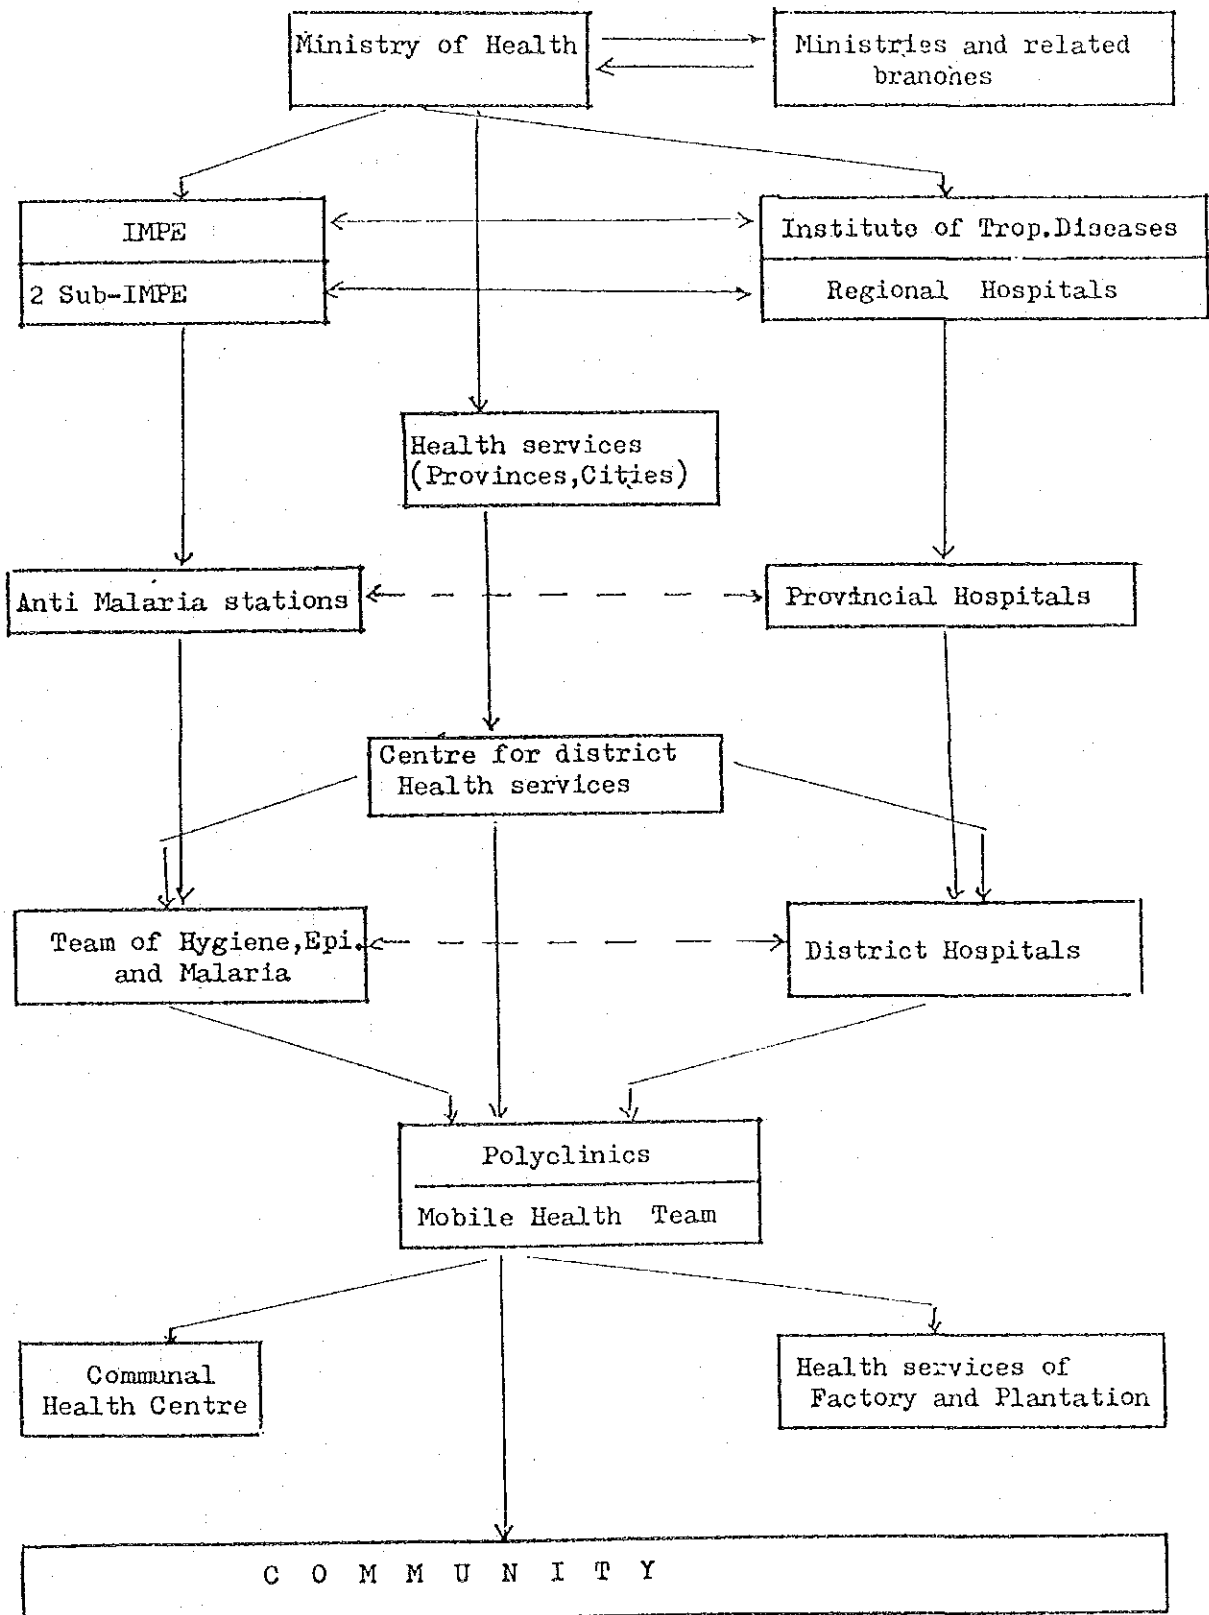 Ministry of Health
Ministries and related
branches
IMPE
Institute of Trop.Diseases
2 Sub-IMPE
Regional Hospitals
Health services
(Provinces,Cities)
Anti Malaria stations
Provincial Hospitals
Centre for district
Health services
Team of Hygiene,Epi.
and Malaria
District Hospitals
Polyclinics
Mobile Health Team
Communal
Health Centre
Health services of
Factory and Plantation
C O M M U N I T Y